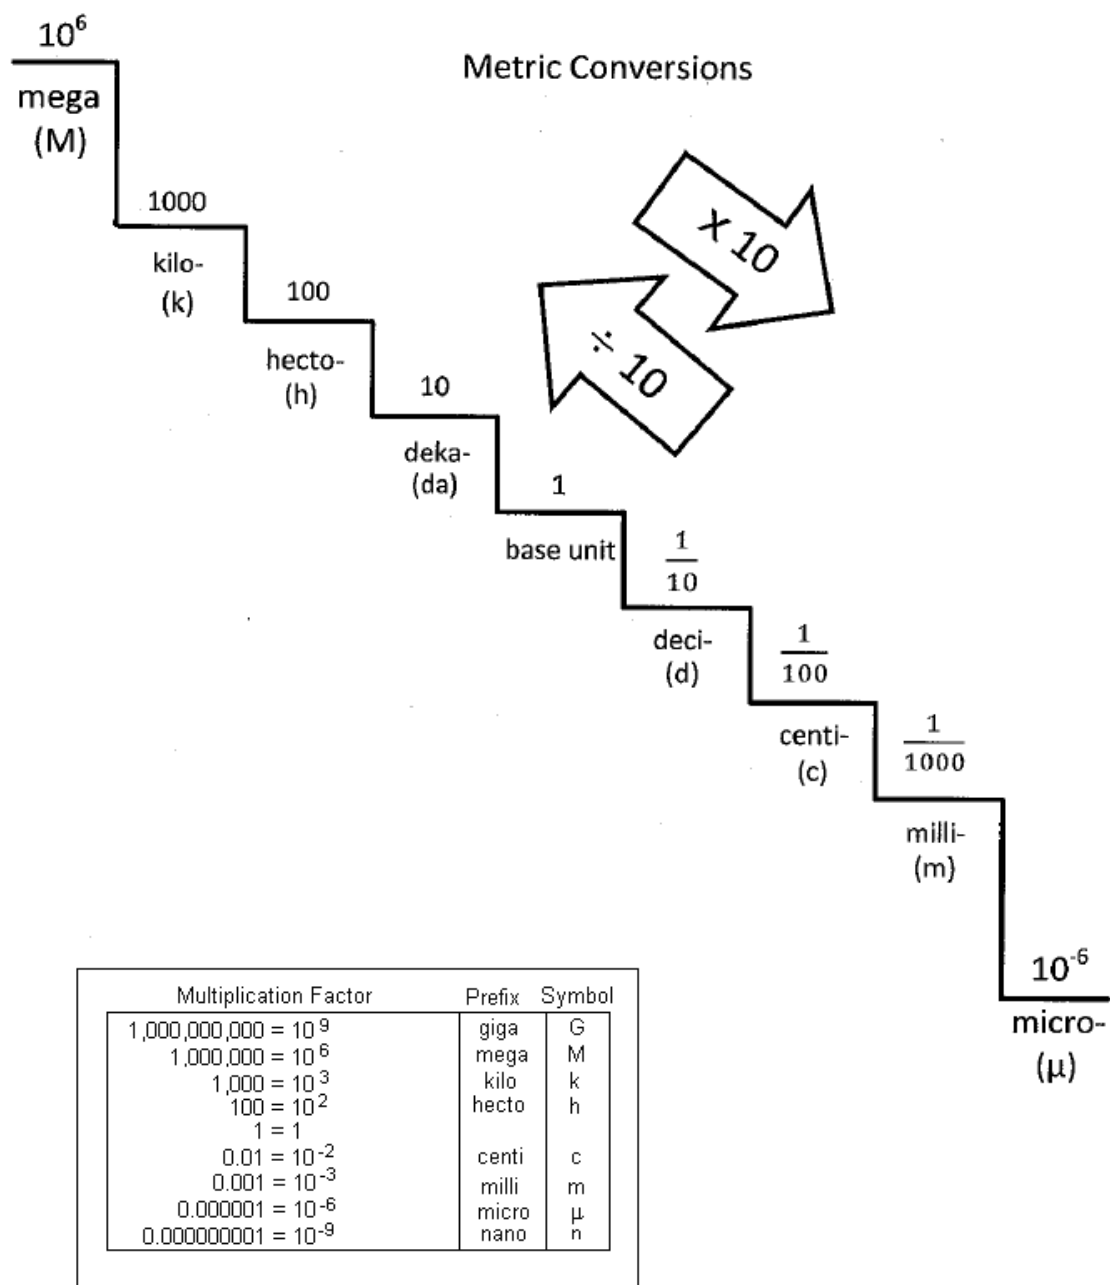 10⁶
Metric Conversions
mega
(M)
X 10
1000
kilo-
(k)
100
÷ 10
hecto-
(h)
10
deka-
(da)
1
base unit
1/10
deci-
(d)
1/100
centi-
(c)
1/1000
milli-
(m)
10⁻⁶
micro-
(μ)
Multiplication Factor Prefix Symbol
1,000,000,000 = 10⁹ giga G
1,000,000 = 10⁶ mega M
1,000 = 10³ kilo k
100 = 10² hecto h
1 = 1
0.01 = 10⁻² centi c
0.001 = 10⁻³ milli m
0.000001 = 10⁻⁶ micro μ
0.000000001 = 10⁻⁹ nano n